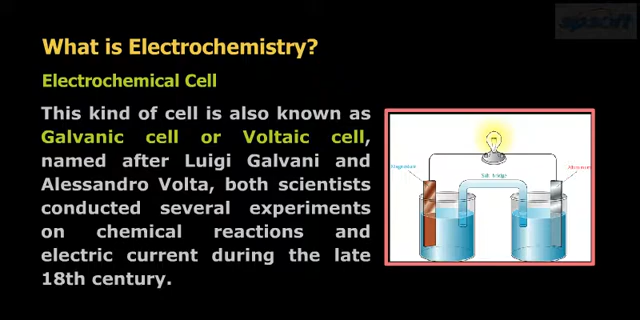 What is Electrochemistry?
Electrochemical Cell
This kind of cell is also known as
Galvanic cell or Voltaic cell,
named after Luigi Galvani and
Alessandro Volta, both scientists
conducted several experiments
on chemical reactions and
electric current during the late
18th century.
Salt bridge